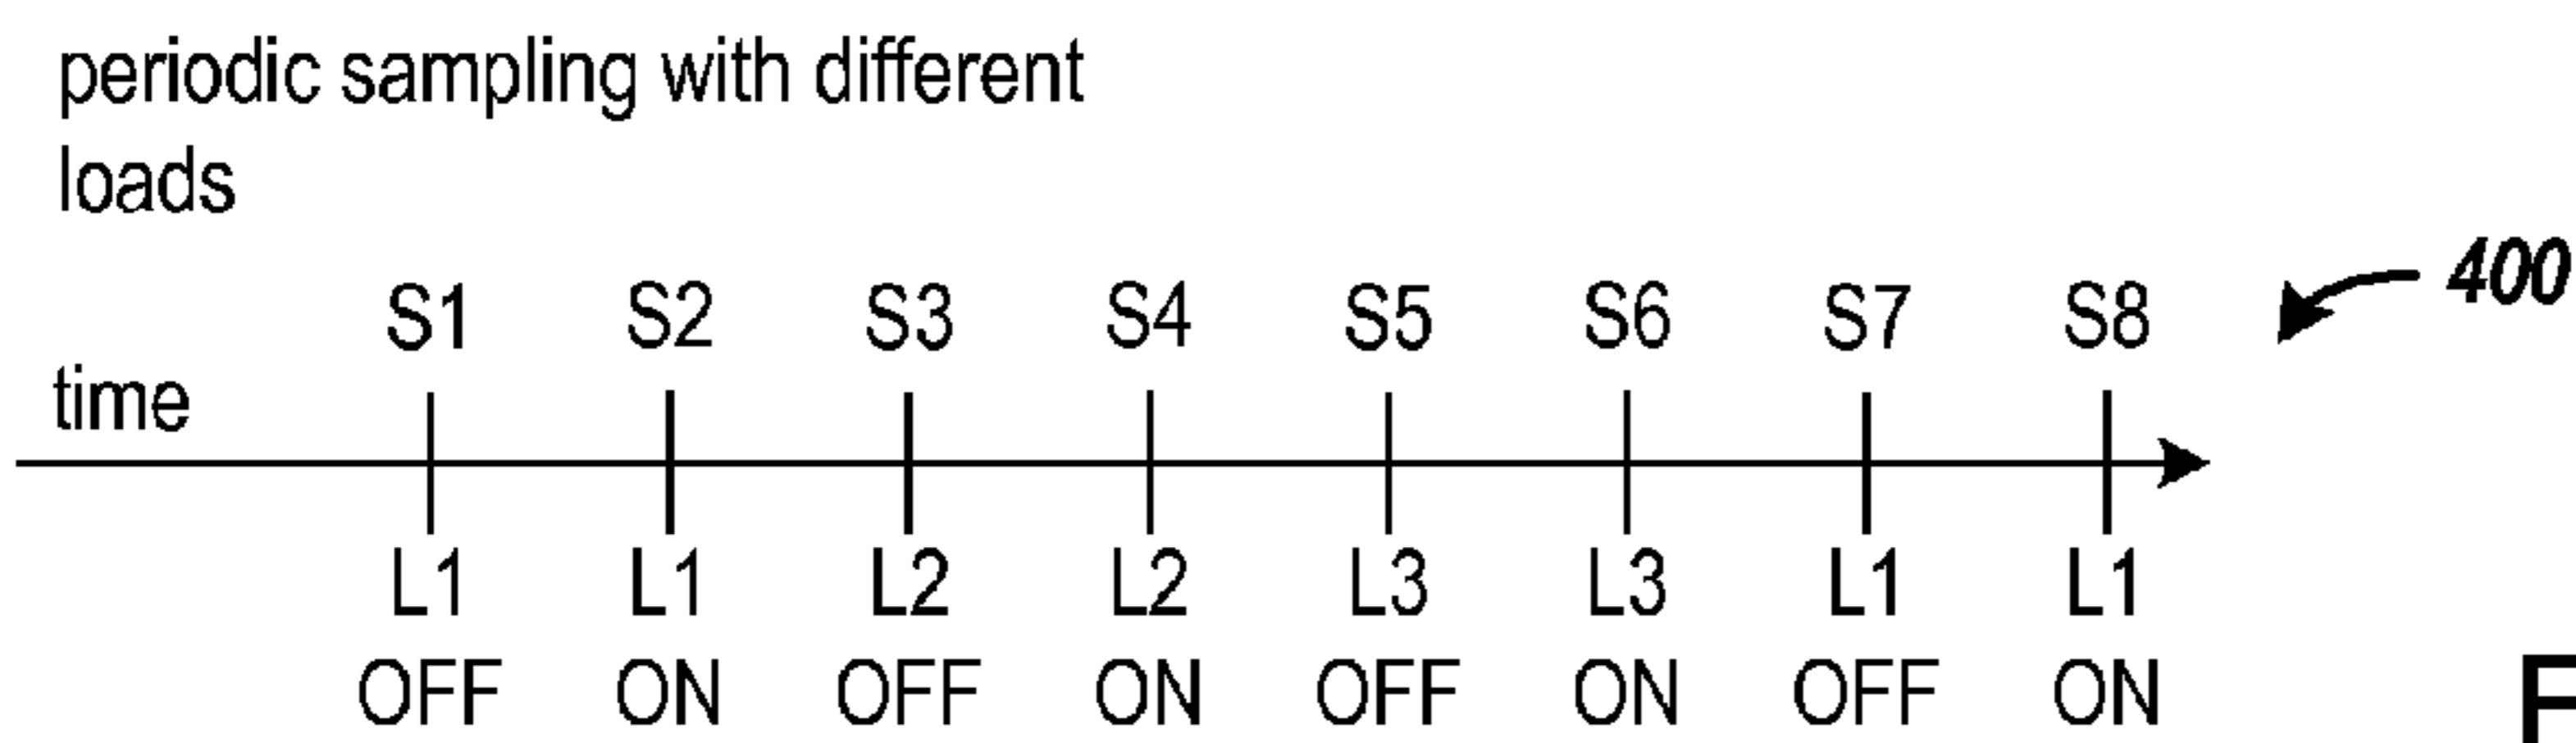 periodic sampling with different
loads
S1 S2 S3 S4 S5 S6 S7 S8
400
time
L1 L1 L2 L2 L3 L3 L1 L1
OFF ON OFF ON OFF ON OFF ON